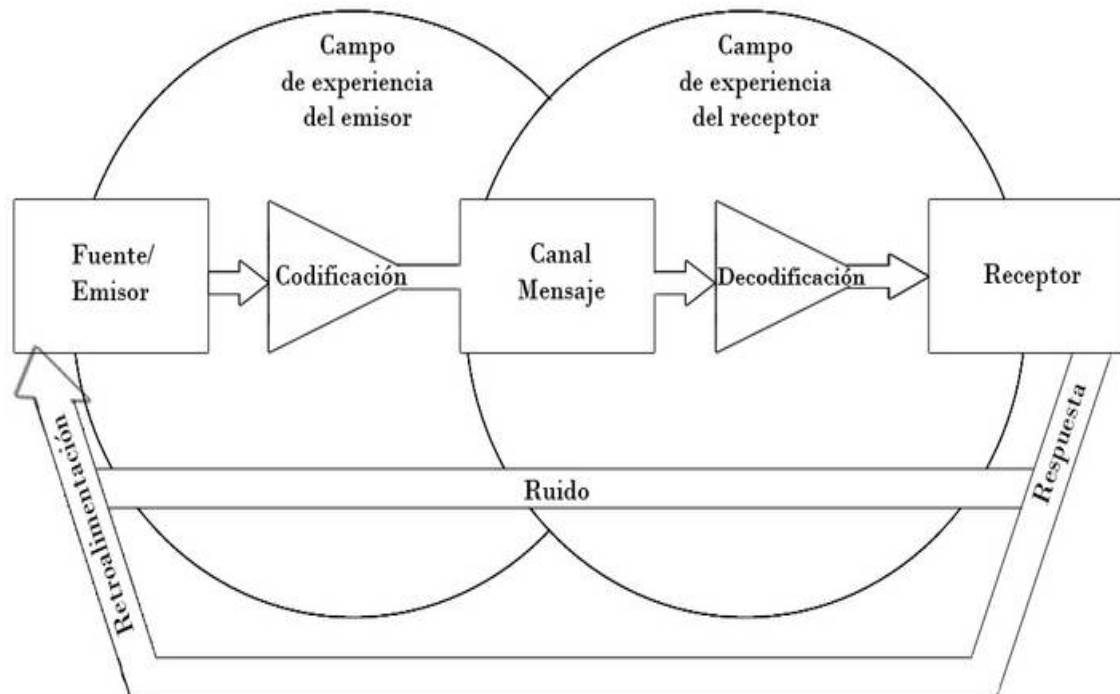 Campo
de experiencia
del emisor
Campo
de experiencia
del receptor
Fuente/
Emisor
Codificación
Canal
Mensaje
Decodificación
Receptor
Retroalimentación
Ruido
Respuesta